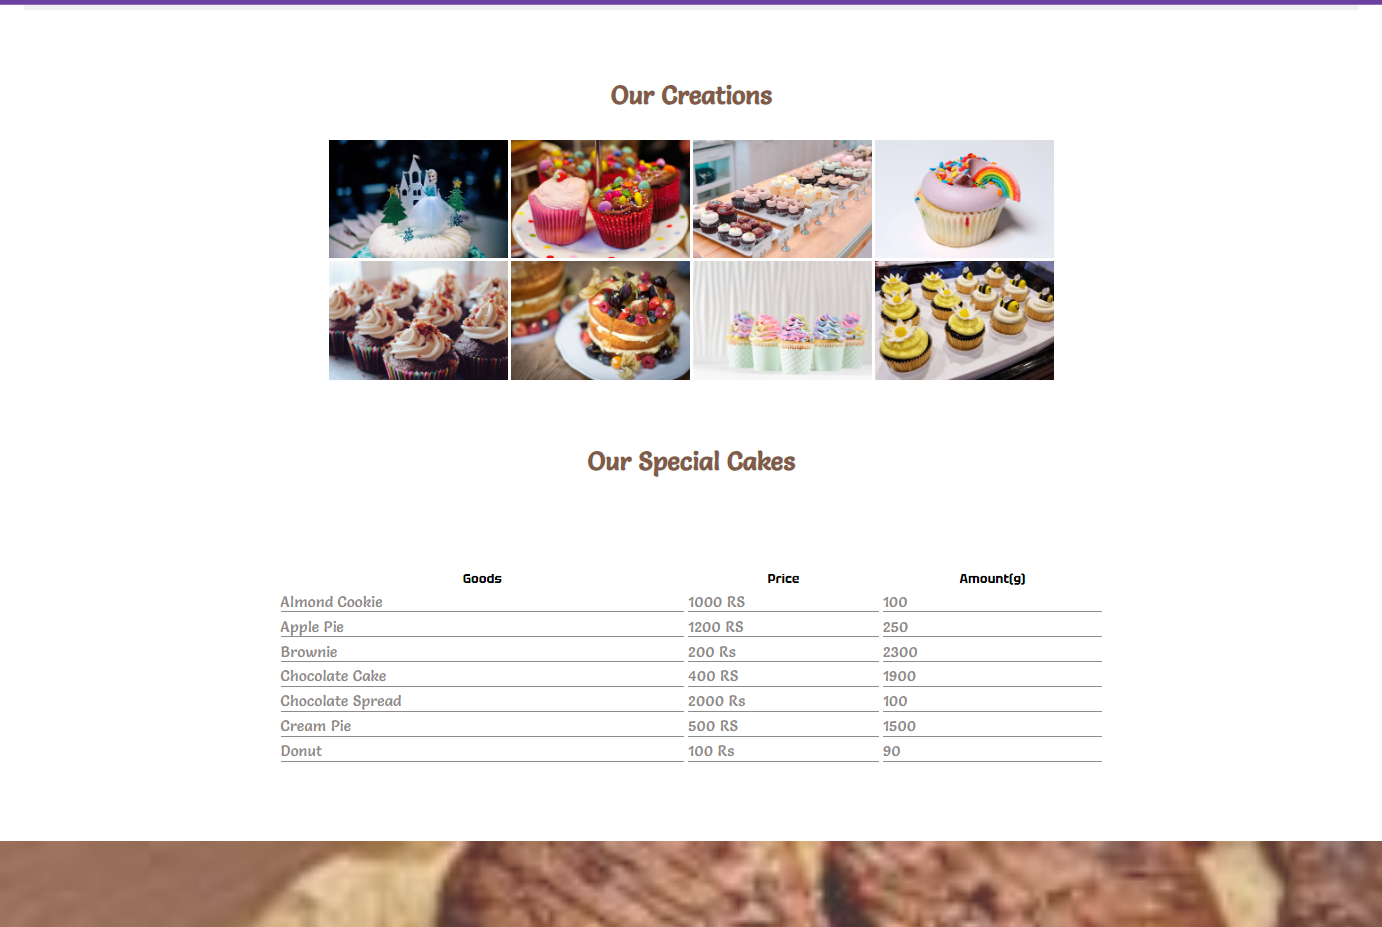 Our Creations
Our Special Cakes
Goods Price Amount(g)
Almond Cookie 1000 RS 100
Apple Pie 1200 RS 250
Brownie 200 Rs 2300
Chocolate Cake 400 RS 1900
Chocolate Spread 2000 Rs 100
Cream Pie 500 RS 1500
Donut 100 Rs 90